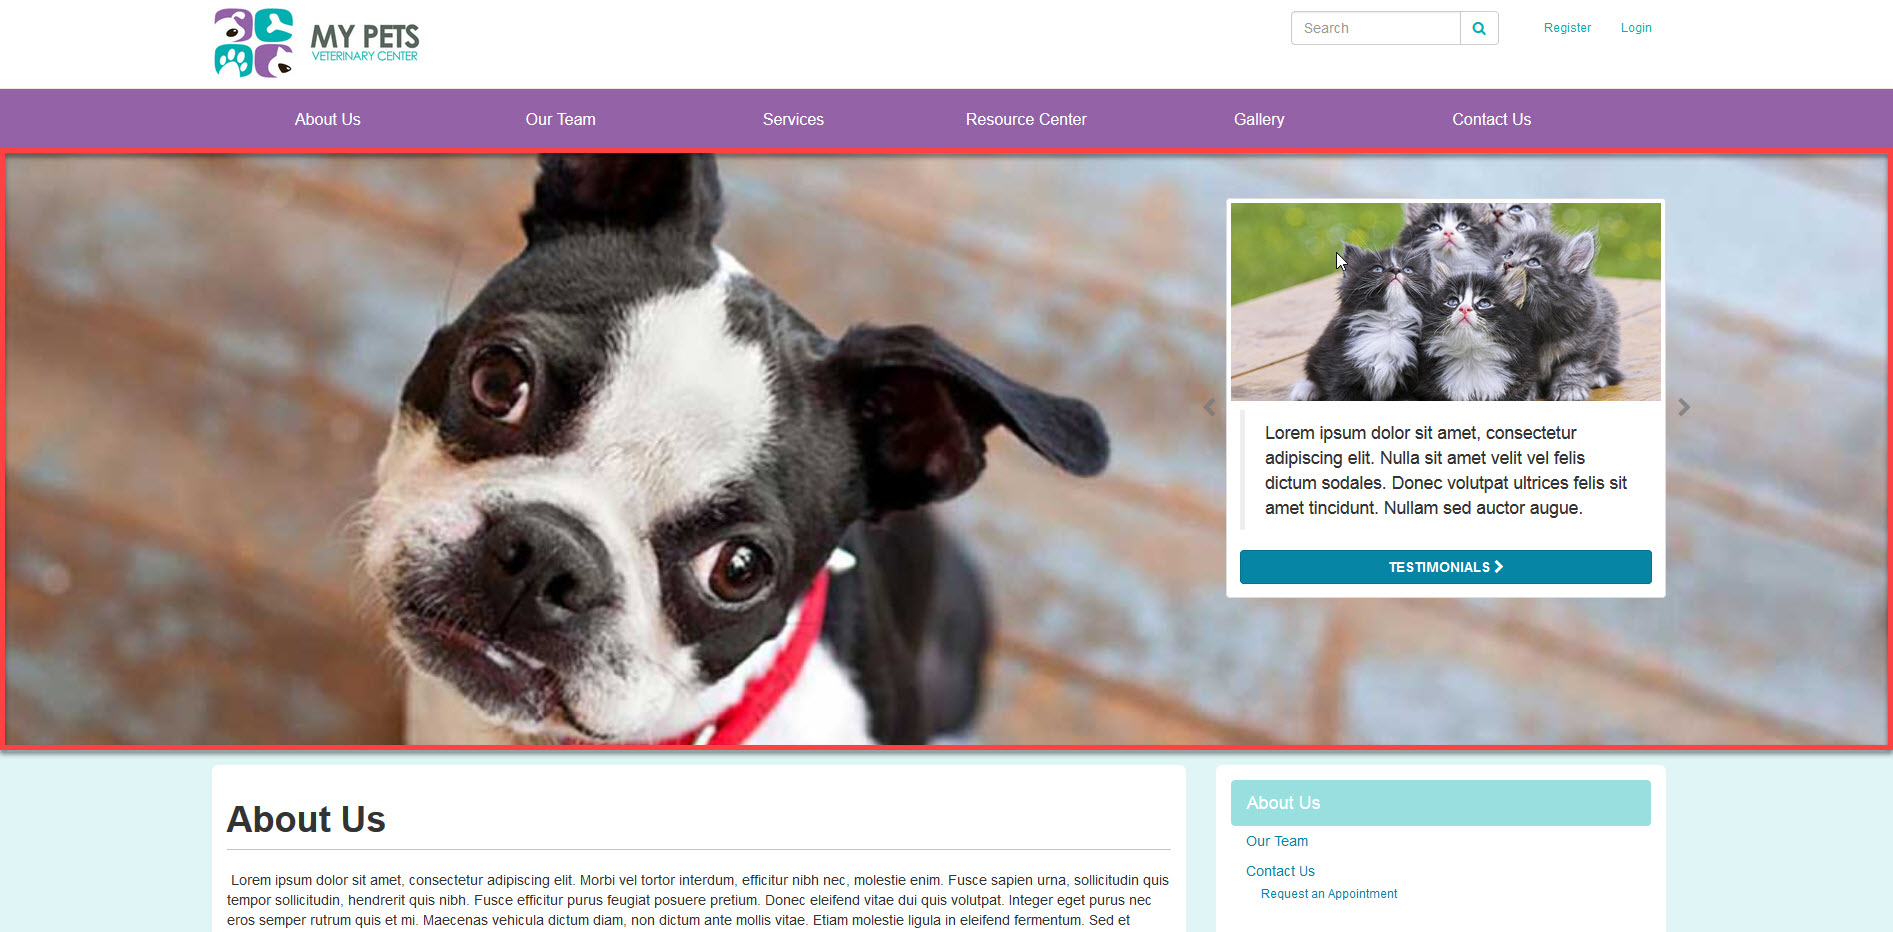 MY PETS
VETERINARY CENTER
Search
Register
Login
About Us
Our Team
Services
Resource Center
Gallery
Contact Us
Lorem ipsum dolor sit amet, consectetur
adipiscing elit. Nulla sit amet velit vel felis
dictum sodales. Donec volutpat ultrices felis sit
amet tincidunt. Nullam sed auctor augue.
TESTIMONIALS
About Us
Lorem ipsum dolor sit amet, consectetur adipiscing elit. Morbi vel tortor interdum, efficitur nibh nec, molestie enim. Fusce sapien urna, sollicitudin quis
tempor sollicitudin, hendrerit quis nibh. Fusce efficitur purus feugiat posuere pretium. Donec eleifend vitae dui quis volutpat. Integer eget purus nec
eros semper rutrum quis et mi. Maecenas vehicula dictum diam, non dictum ante mollis vitae. Etiam molestie ligula in eleifend fermentum. Sed et
About Us
Our Team
Contact Us
Request an Appointment